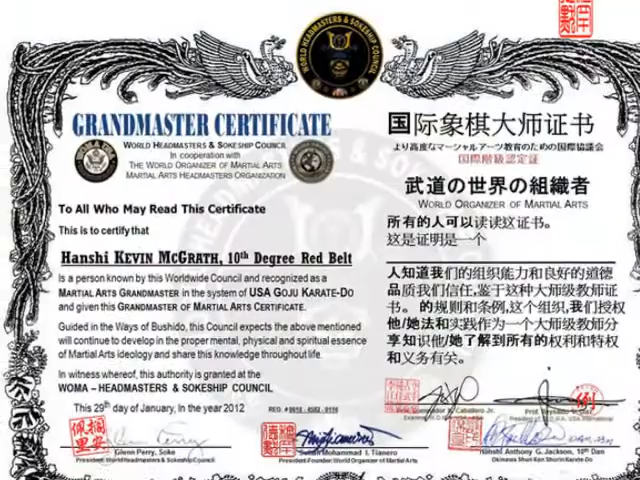 WORLD HEADMASTERS & SOKESHIP COUNCIL
GRANDMASTER CERTIFICATE
WORLD HEADMASTERS & SOKESHIP COUNCIL
In cooperation with
THE WORLD ORGANIZER OF MARTIAL ARTS
MARTIAL ARTS HEADMASTERS ORGANIZATION
To All Who May Read This Certificate
This is to certify that
Hanshi KEVIN MCGRATH, 10th Degree Red Belt
Is a person known by this Worldwide Council and recognized as a
MARTIAL ARTS GRANDMASTER in the system of USA GOJU KARATE-DO
and given this GRANDMASTER OF MARTIAL ARTS CERTIFICATE.
Guided in the Ways of Bushido, this Council expects the above mentioned
will continue to develop in the proper mental, physical and spiritual essence
of Martial Arts ideology and share this knowledge throughout life.
In witness whereof, this authority is granted at the
WOMA – HEADMASTERS & SOKESHIP COUNCIL
This 29th day of January, In the year 2012
Glenn Perry, Soke
President: World Headmasters & Sokeship Council
Mohammad I. Tianero
President-Founder: World Organizer of Martial Arts
国际象棋大师证书
より高度なマーシャルアーツ教育のための国際協議会
国際階級認定証
武道の世界の組織者
WORLD ORGANIZER OF MARTIAL ARTS
所有的人可以读读这证书。
这是证明是一个
人知道我们的组织能力和良好的道德
品质我们信任,鉴于这种大师级教师证
书。 的规则和条例,这个组织,我们授权
他/她法和实践作为一个大师级教师分
享知识他/她了解到所有的权利和特权
和义务有关。
Caballero Jr.
Hanshi Anthony G. Jackson, 10th Dan
Okinawa Shuri Ken Shorin Karate-Do